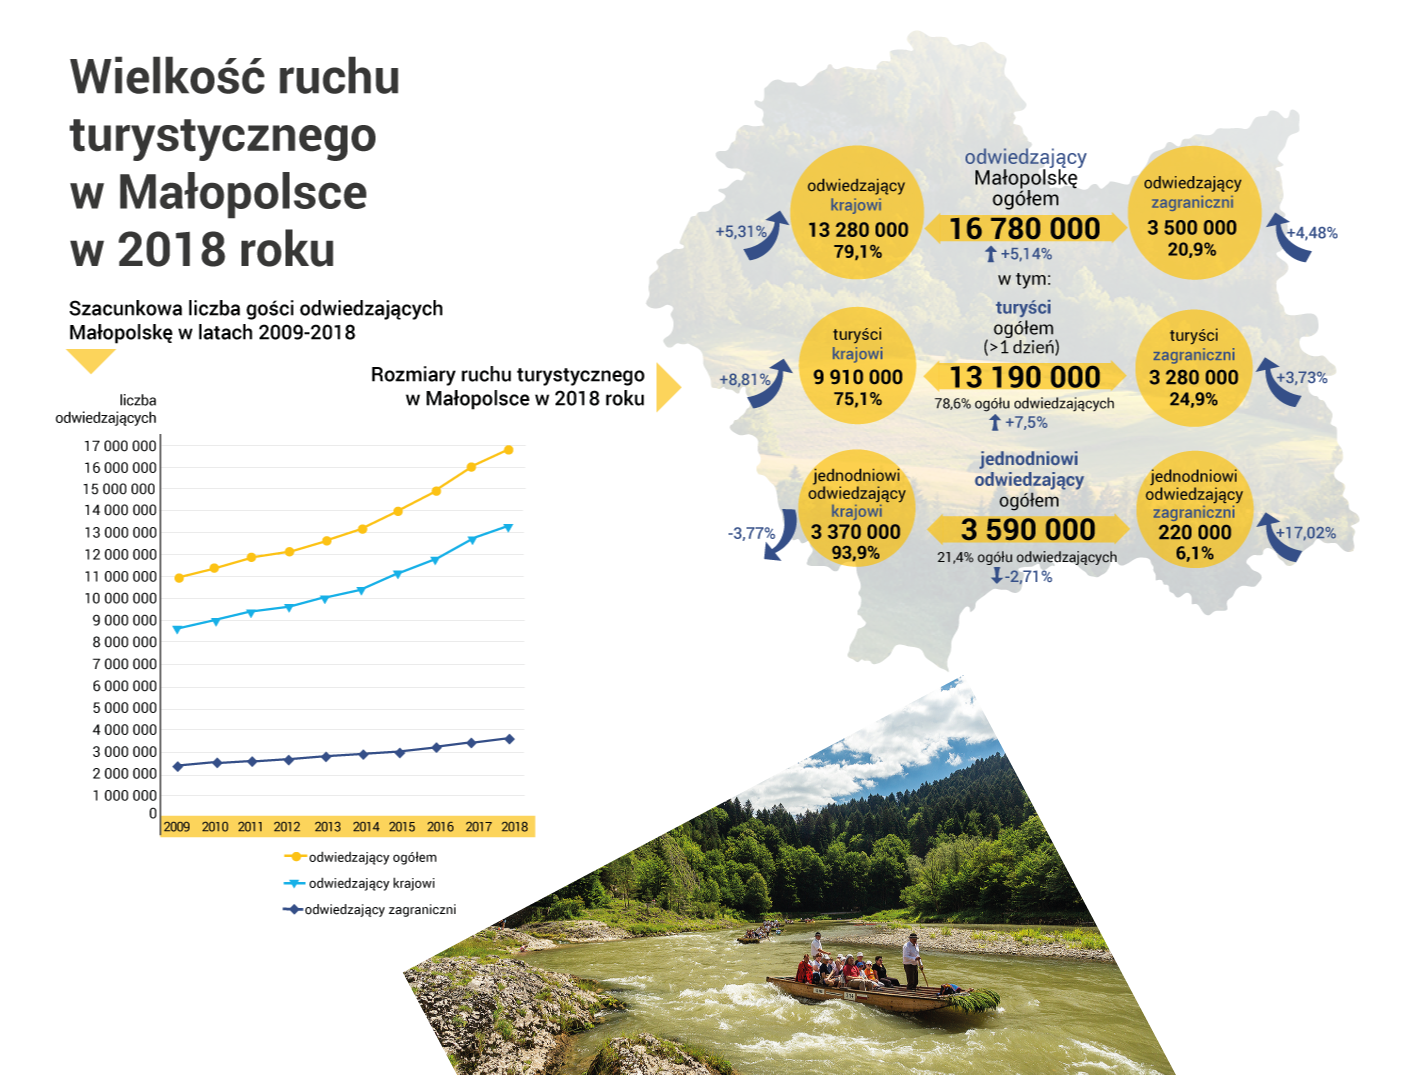 Wielkość ruchu
turystycznego
w Małopolsce
w 2018 roku
Szacunkowa liczba gości odwiedzających
Małopolskę w latach 2009-2018
liczba
odwiedzających
17 000 000
16 000 000
15 000 000
14 000 000
13 000 000
12 000 000
11 000 000
10 000 000
9 000 000
8 000 000
7 000 000
6 000 000
5 000 000
4 000 000
3 000 000
2 000 000
1 000 000
0
2009 2010 2011 2012 2013 2014 2015 2016 2017 2018
odwiedzający ogółem
odwiedzający krajowi
odwiedzający zagraniczni
Rozmiary ruchu turystycznego
w Małopolsce w 2018 roku
+5,31%
odwiedzający
krajowi
13 280 000
79,1%
odwiedzający
Małopolskę
ogółem
16 780 000
+5,14%
w tym:
odwiedzający
zagraniczni
3 500 000
20,9%
+4,48%
+8,81%
turyści
krajowi
9 910 000
75,1%
turyści
ogółem
(>1 dzień)
13 190 000
78,6% ogółu odwiedzających
+7,5%
turyści
zagraniczni
3 280 000
24,9%
+3,73%
-3,77%
jednodniowi
odwiedzający
krajowi
3 370 000
93,9%
jednodniowi
odwiedzający
ogółem
3 590 000
21,4% ogółu odwiedzających
-2,71%
jednodniowi
odwiedzający
zagraniczni
220 000
6,1%
+17,02%